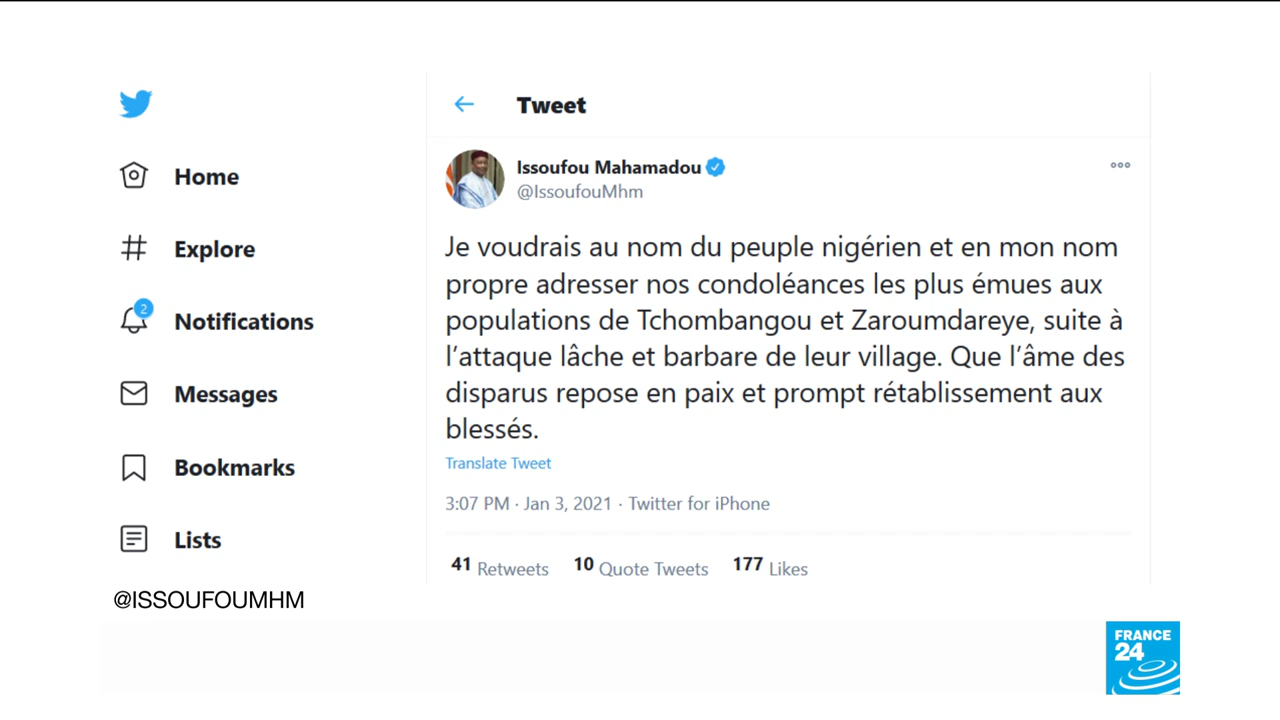 Tweet
Issoufou Mahamadou
@IssoufouMhm
Je voudrais au nom du peuple nigérien et en mon nom
propre adresser nos condoléances les plus émues aux
populations de Tchombangou et Zaroumdareye, suite à
l'attaque lâche et barbare de leur village. Que l'âme des
disparus repose en paix et prompt rétablissement aux
blessés.
Translate Tweet
3:07 PM · Jan 3, 2021 · Twitter for iPhone
41 Retweets 10 Quote Tweets 177 Likes
Home
Explore
2
Notifications
Messages
Bookmarks
Lists
@ISSOUFOUMHM
FRANCE
24